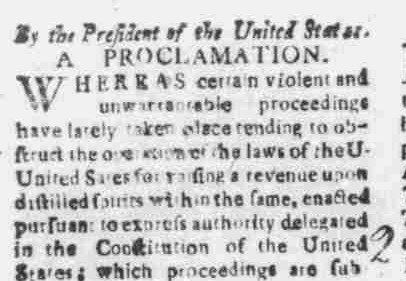 By the President of the United States.
A PROCLAMATION.
WHEREAS certain violent and
unwarrantable proceedings
have lately taken place tending to ob-
struct the operation of the laws of the U-
United States for raising a revenue upon
distilled spirits within the same, enacted
pursuant to express authority delegated
in the Constitution of the United
States; which proceedings are sub-
2